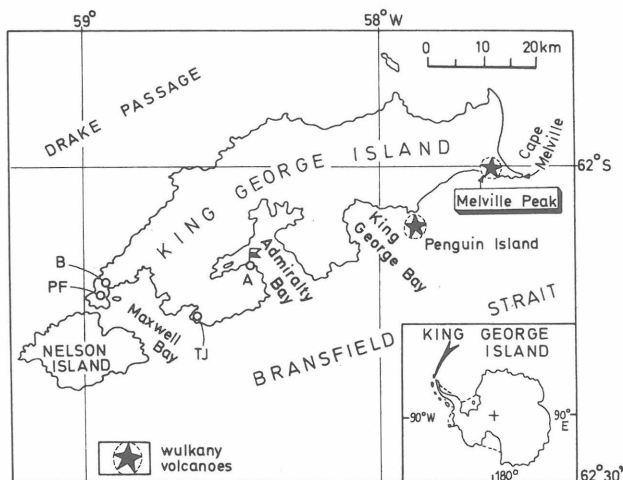 59°
58° W
0 10 20km
DRAKE PASSAGE
KING GEORGE ISLAND
Cape
Melville
62°S
Melville Peak
King
George Bay
Penguin Island
Admiralty
Bay
A
B
PF
Maxwell
Bay
TJ
NELSON
ISLAND
BRANSFIELD STRAIT
KING GEORGE
ISLAND
90°W
90°
E
180°
wulkany
volcanoes
62°30'